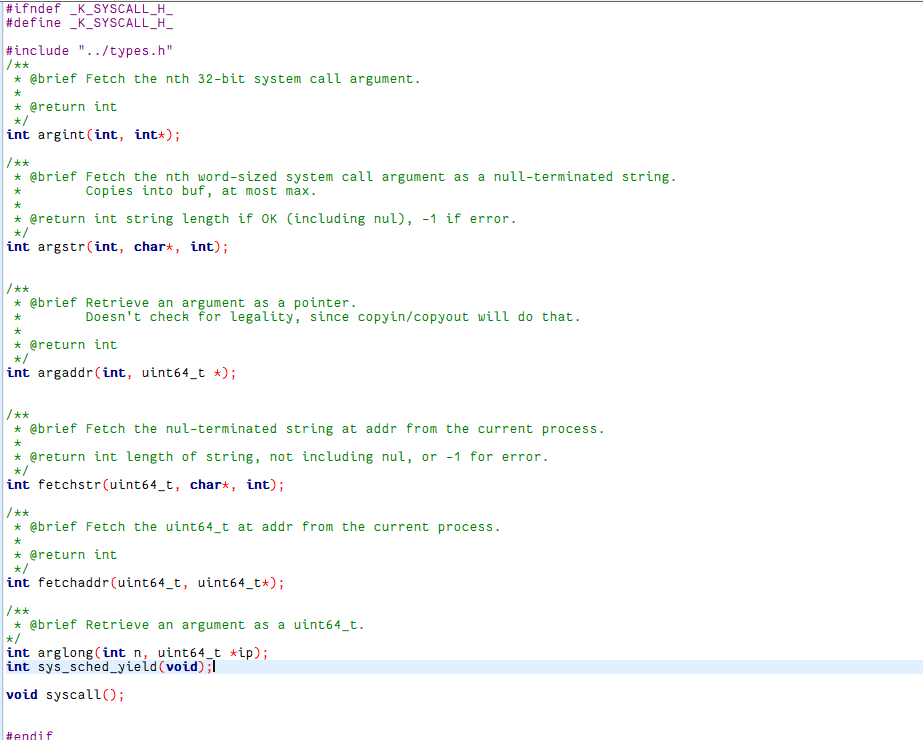 #ifndef _K_SYSCALL_H_
#define _K_SYSCALL_H_

#include "../types.h"
/**
 * @brief Fetch the nth 32-bit system call argument.
 *
 * @return int
 */
int argint(int, int*);

/**
 * @brief Fetch the nth word-sized system call argument as a null-terminated string.
 *        Copies into buf, at most max.
 *
 * @return int string length if OK (including nul), -1 if error.
 */
int argstr(int, char*, int);


/**
 * @brief Retrieve an argument as a pointer.
 *        Doesn't check for legality, since copyin/copyout will do that.
 *
 * @return int
 */
int argaddr(int, uint64_t *);


/**
 * @brief Fetch the nul-terminated string at addr from the current process.
 *
 * @return int length of string, not including nul, or -1 for error.
 */
int fetchstr(uint64_t, char*, int);

/**
 * @brief Fetch the uint64_t at addr from the current process.
 *
 * @return int
 */
int fetchaddr(uint64_t, uint64_t*);

/**
 * @brief Retrieve an argument as a uint64_t.
*/
int arglong(int n, uint64_t *ip);
int sys_sched_yield(void);

void syscall();


#endif